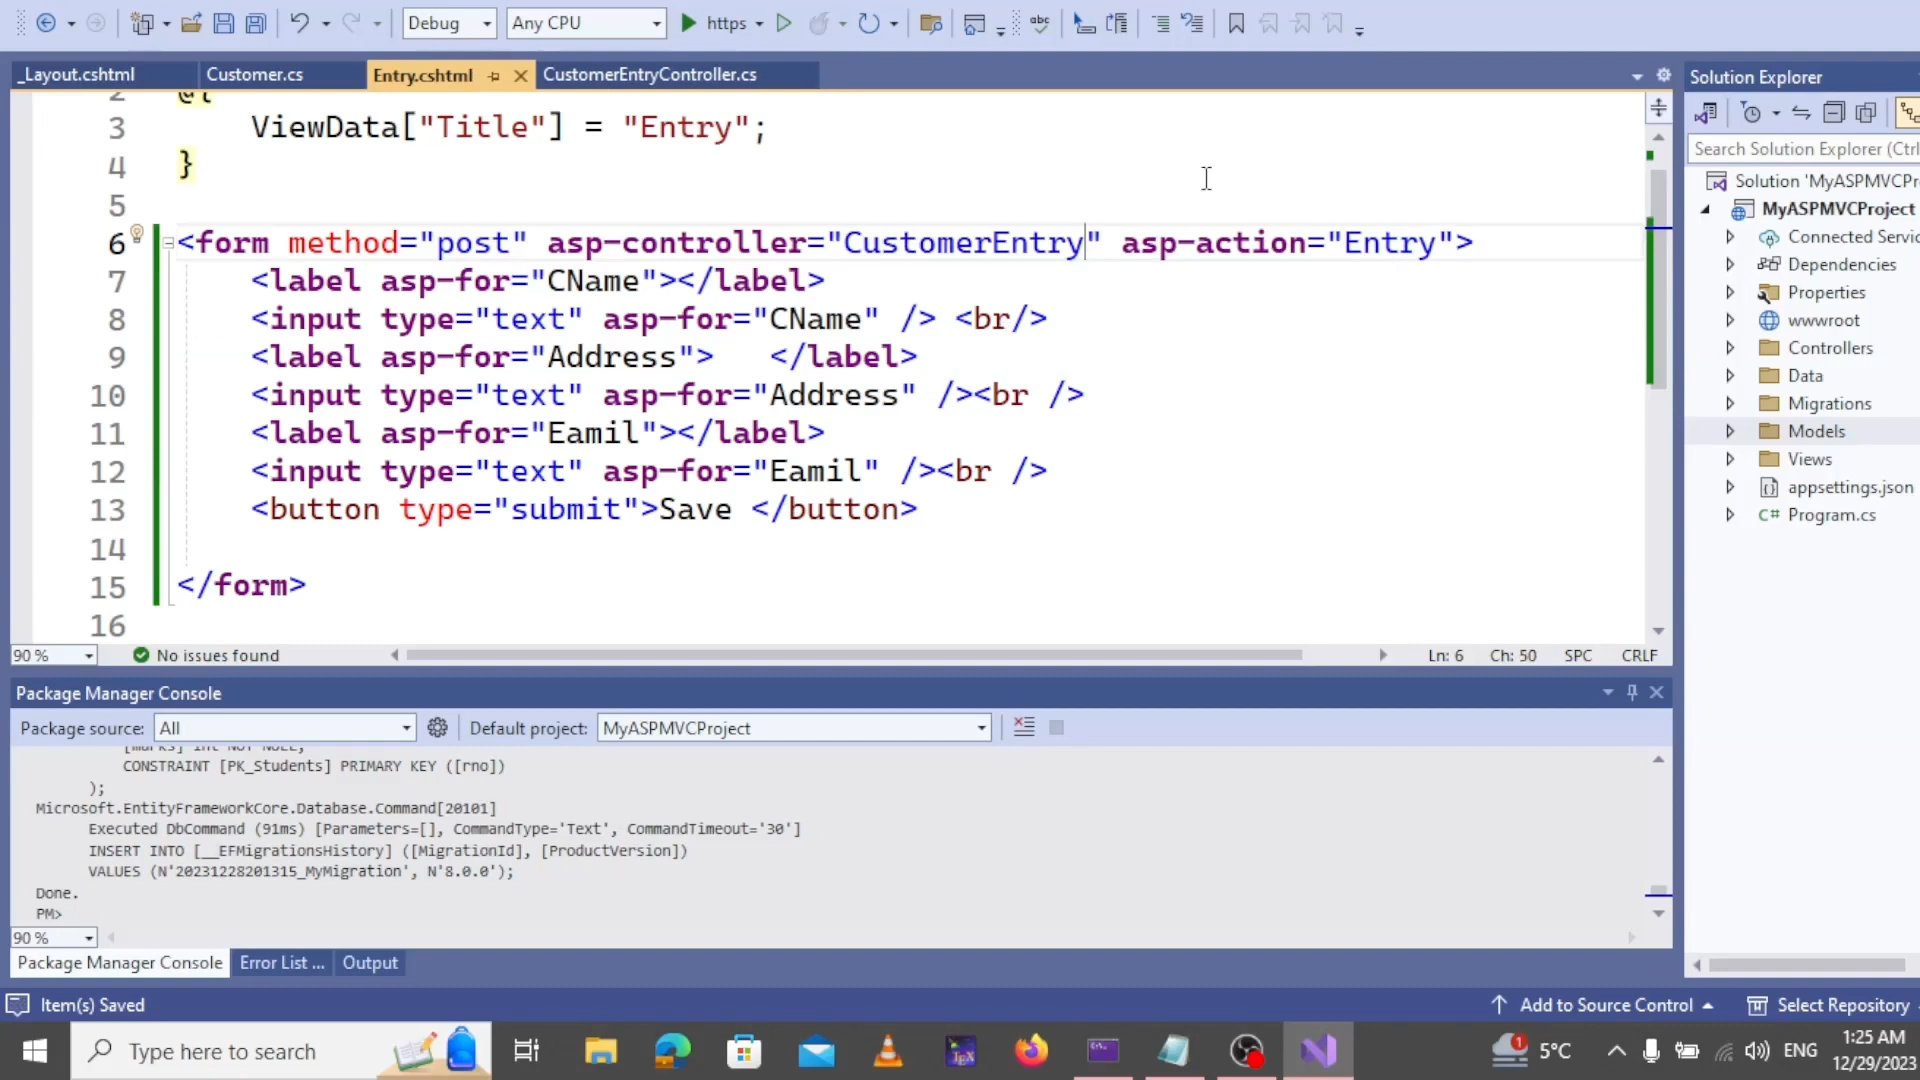 Debug
Any CPU
https
abc
_Layout.cshtml
Customer.cs
Entry.cshtml
CustomerEntryController.cs
Solution Explorer
Search Solution Explorer (Ctrl
Solution 'MyASPMVCPr
MyASPMVCProject
Connected Servic
Dependencies
Properties
wwwroot
Controllers
Data
Migrations
Models
Views
appsettings.json
C# Program.cs
2 @{
3 ViewData["Title"] = "Entry";
4 }
5
6 <form method="post" asp-controller="CustomerEntry" asp-action="Entry">
7 <label asp-for="CName"></label>
8 <input type="text" asp-for="CName" /> <br/>
9 <label asp-for="Address">   </label>
10 <input type="text" asp-for="Address" /><br />
11 <label asp-for="Eamil"></label>
12 <input type="text" asp-for="Eamil" /><br />
13 <button type="submit">Save </button>
14
15 </form>
16
90 %
No issues found
Ln: 6 Ch: 50 SPC CRLF
Package Manager Console
Package source: All
Default project: MyASPMVCProject
[marks] int NOT NULL,
CONSTRAINT [PK_Students] PRIMARY KEY ([rno])
);
Microsoft.EntityFrameworkCore.Database.Command[20101]
Executed DbCommand (91ms) [Parameters=[], CommandType='Text', CommandTimeout='30']
INSERT INTO [__EFMigrationsHistory] ([MigrationId], [ProductVersion])
VALUES (N'20231228201315_MyMigration', N'8.0.0');
Done.
PM>
90 %
Package Manager Console
Error List ...
Output
Item(s) Saved
Add to Source Control
Select Repository
Type here to search
TEX
1
5°C
ENG
1:25 AM
12/29/2023